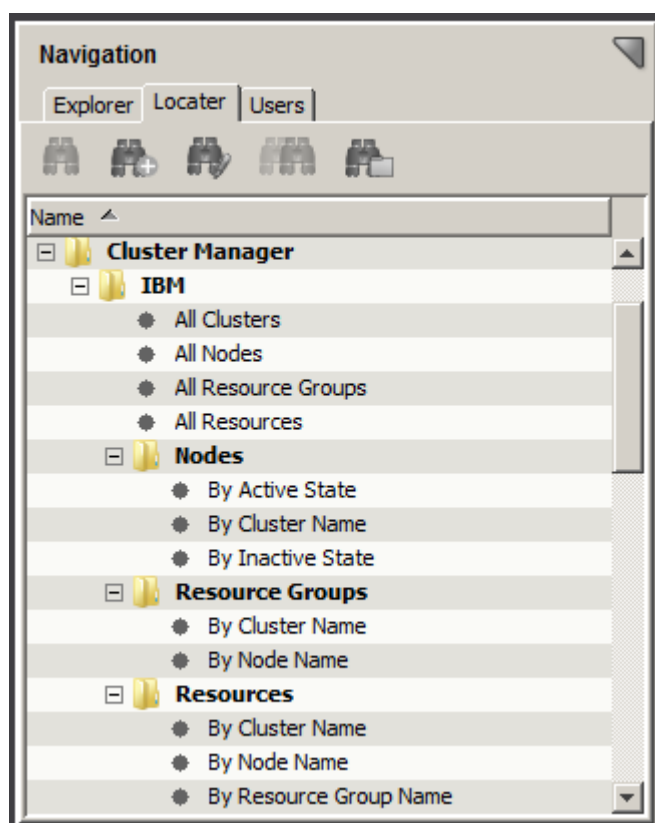 Navigation
Explorer Locater Users
Name
Cluster Manager
IBM
All Clusters
All Nodes
All Resource Groups
All Resources
Nodes
By Active State
By Cluster Name
By Inactive State
Resource Groups
By Cluster Name
By Node Name
Resources
By Cluster Name
By Node Name
By Resource Group Name